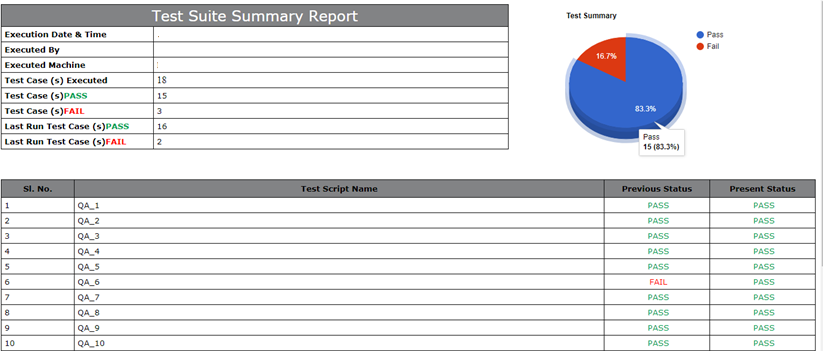 Test Suite Summary Report
Execution Date & Time
Executed By
Executed Machine
Test Case (s) Executed 18
Test Case (s)PASS 15
Test Case (s)FAIL 3
Last Run Test Case (s)PASS 16
Last Run Test Case (s)FAIL 2
Test Summary
Pass
Fail
16.7%
83.3%
Pass
15 (83.3%)
Sl. No. Test Script Name Previous Status Present Status
1 QA_1 PASS PASS
2 QA_2 PASS PASS
3 QA_3 PASS PASS
4 QA_4 PASS PASS
5 QA_5 PASS PASS
6 QA_6 FAIL PASS
7 QA_7 PASS PASS
8 QA_8 PASS PASS
9 QA_9 PASS PASS
10 QA_10 PASS PASS